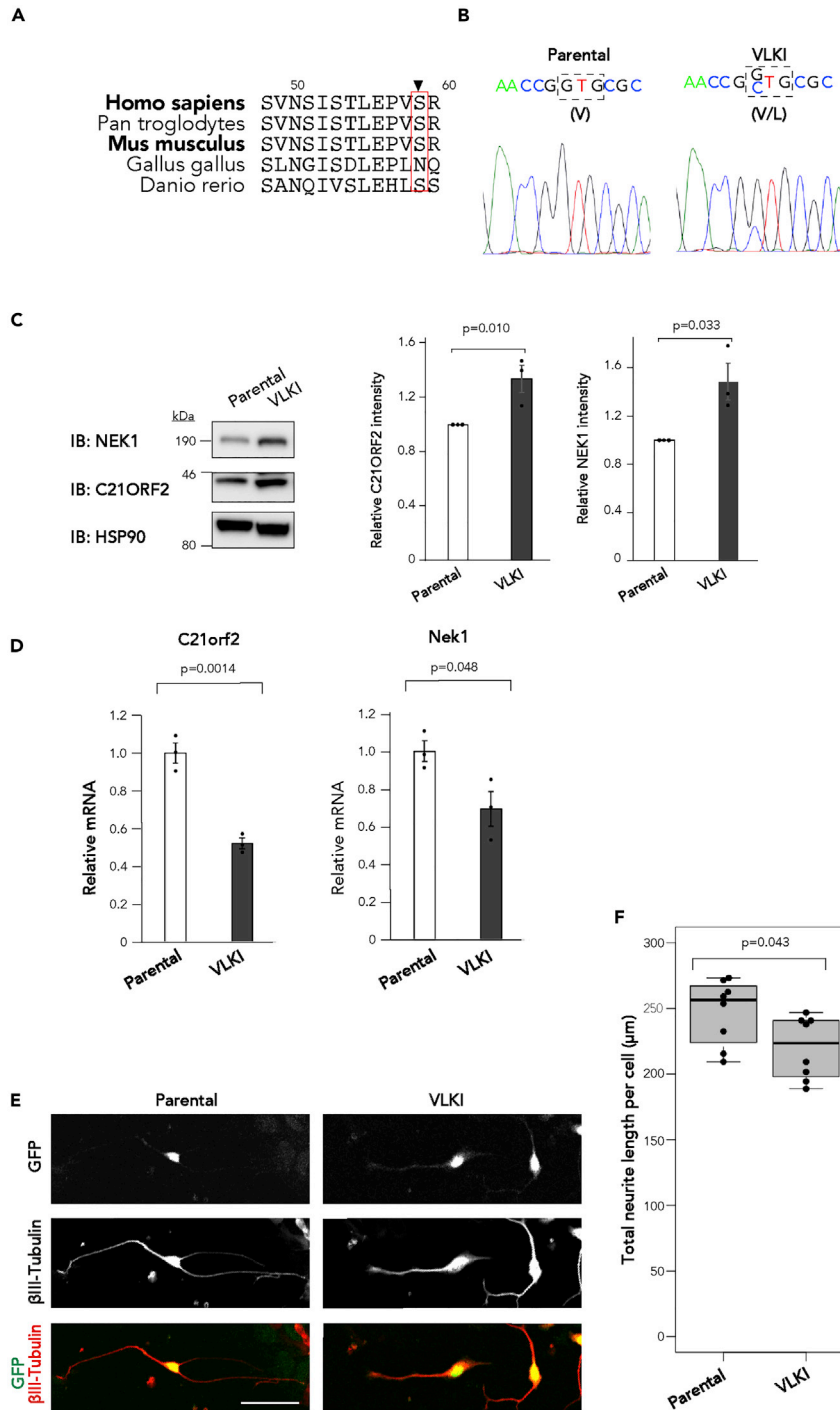 A
50 60
Homo sapiens SVNSISTLEPVSR
Pan troglodytes SVNSISTLEPVSR
Mus musculus SVNSISTLEPVSR
Gallus gallus SLNGISDLEPLNQ
Danio rerio SANQIVSLEHLSS
B
Parental
AACCGGTGCGC
(V)
VLKI
G
AACCG TGCGC
C
(V/L)
C
Parental
VLKI
kDa
IB: NEK1 190
46
IB: C21ORF2
IB: HSP90
80
p=0.010
Relative C21ORF2 intensity
1.6
1.2
0.8
0.4
0
Parental
VLKI
p=0.033
Relative NEK1 intensity
1.6
1.2
0.8
0.4
0
Parental
VLKI
D
C21orf2
p=0.0014
Relative mRNA
1.2
1.0
0.8
0.6
0.4
0.2
0
Parental
VLKI
Nek1
p=0.048
Relative mRNA
1.2
1.0
0.8
0.6
0.4
0.2
0
Parental
VLKI
E
Parental VLKI
GFP
βIII-Tubulin
GFP
βIII-Tubulin
F
p=0.043
Total neurite length per cell (μm)
300
250
200
150
100
50
0
Parental
VLKI